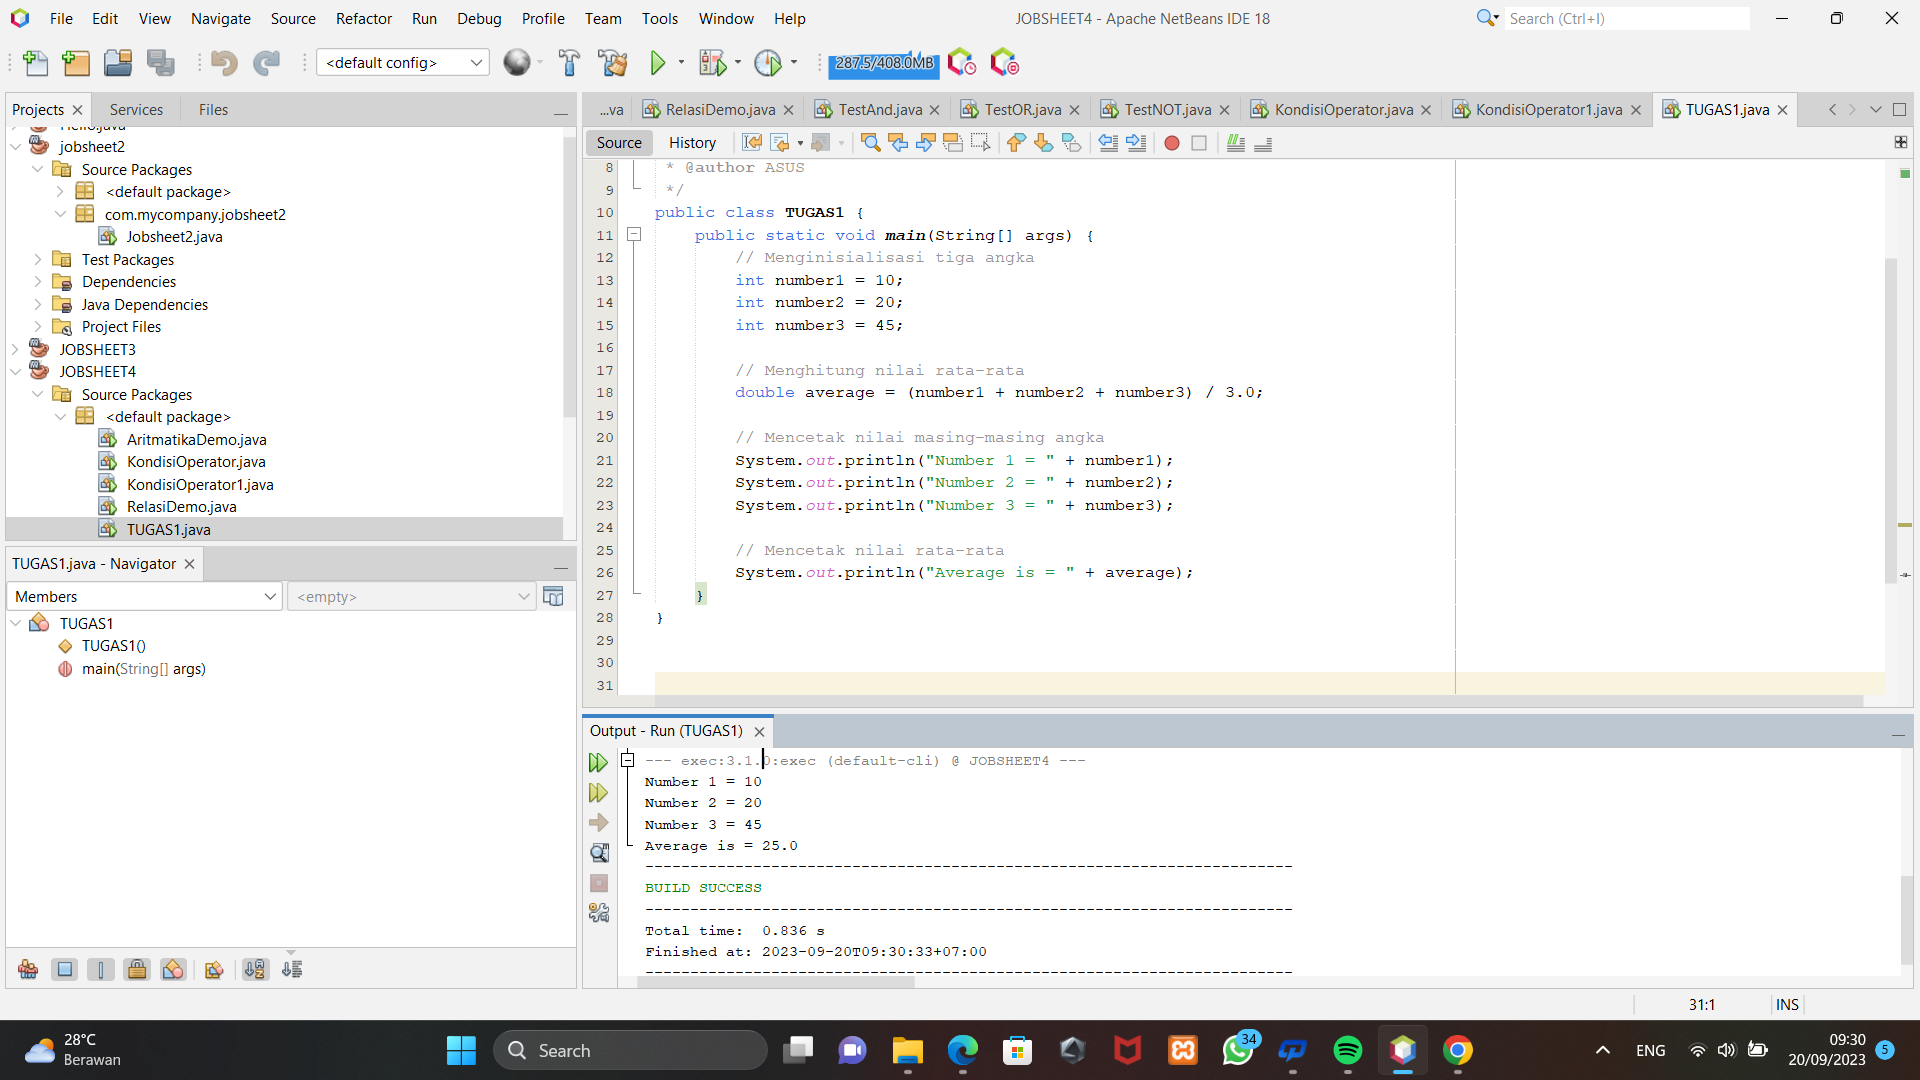 File Edit View Navigate Source Refactor Run Debug Profile Team Tools Window Help
JOBSHEET4 - Apache NetBeans IDE 18
Search (Ctrl+I)
<default config>
287.5/408.0MB
Projects Services Files
Hello.java
jobsheet2
Source Packages
<default package>
com.mycompany.jobsheet2
Jobsheet2.java
Test Packages
Dependencies
Java Dependencies
Project Files
JOBSHEET3
JOBSHEET4
Source Packages
<default package>
AritmatikaDemo.java
KondisiOperator.java
KondisiOperator1.java
RelasiDemo.java
TUGAS1.java
TUGAS1.java - Navigator
Members <empty>
TUGAS1
TUGAS1()
main(String[] args)
...va RelasiDemo.java TestAnd.java TestOR.java TestNOT.java KondisiOperator.java KondisiOperator1.java TUGAS1.java
Source History
8 * @author ASUS
9 */
10 public class TUGAS1 {
11 public static void main(String[] args) {
12 // Menginisialisasi tiga angka
13 int number1 = 10;
14 int number2 = 20;
15 int number3 = 45;
16
17 // Menghitung nilai rata-rata
18 double average = (number1 + number2 + number3) / 3.0;
19
20 // Mencetak nilai masing-masing angka
21 System.out.println("Number 1 = " + number1);
22 System.out.println("Number 2 = " + number2);
23 System.out.println("Number 3 = " + number3);
24
25 // Mencetak nilai rata-rata
26 System.out.println("Average is = " + average);
27 }
28 }
29
30
31
Output - Run (TUGAS1)
--- exec:3.1.0:exec (default-cli) @ JOBSHEET4 ---
Number 1 = 10
Number 2 = 20
Number 3 = 45
Average is = 25.0
------------------------------------------------------------------------
BUILD SUCCESS
------------------------------------------------------------------------
Total time:  0.836 s
Finished at: 2023-09-20T09:30:33+07:00
------------------------------------------------------------------------
31:1 INS
28°C
Berawan
Search
34
ENG
09:30
20/09/2023
5